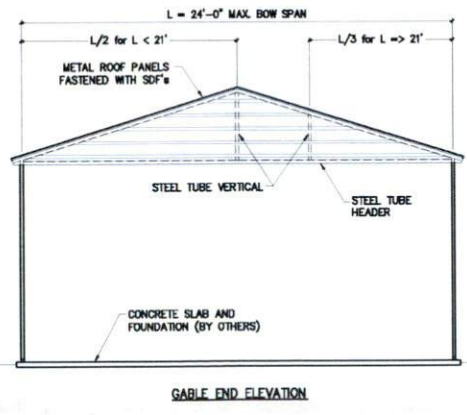 L = 24'-0" MAX. BOW SPAN
L/2 for L < 21'
L/3 for L => 21'
METAL ROOF PANELS
FASTENED WITH SDF's
STEEL TUBE VERTICAL
STEEL TUBE
HEADER
CONCRETE SLAB AND
FOUNDATION (BY OTHERS)
GABLE END ELEVATION